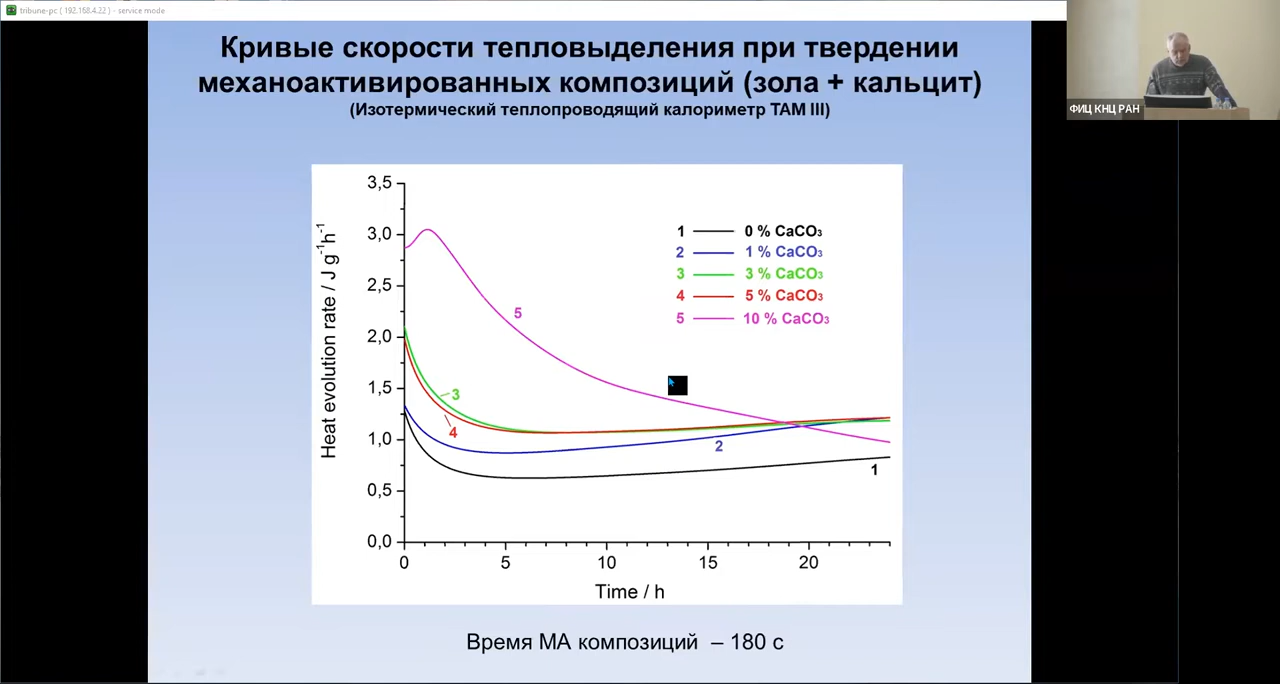 tribune-pc ( 192.168.4.22 ) - service mode
Кривые скорости тепловыделения при твердении
механоактивированных композиций (зола + кальцит)
(Изотермический теплопроводящий калориметр TAM III)
ФИЦ КНЦ РАН
3,5
3,0
2,5
2,0
1,5
1,0
0,5
0,0
Heat evolution rate / J g⁻¹h⁻¹
1 0 % CaCO₃
2 1 % CaCO₃
3 3 % CaCO₃
4 5 % CaCO₃
5 10 % CaCO₃
5
3
4
2
1
0 5 10 15 20
Time / h
Время МА композиций – 180 с